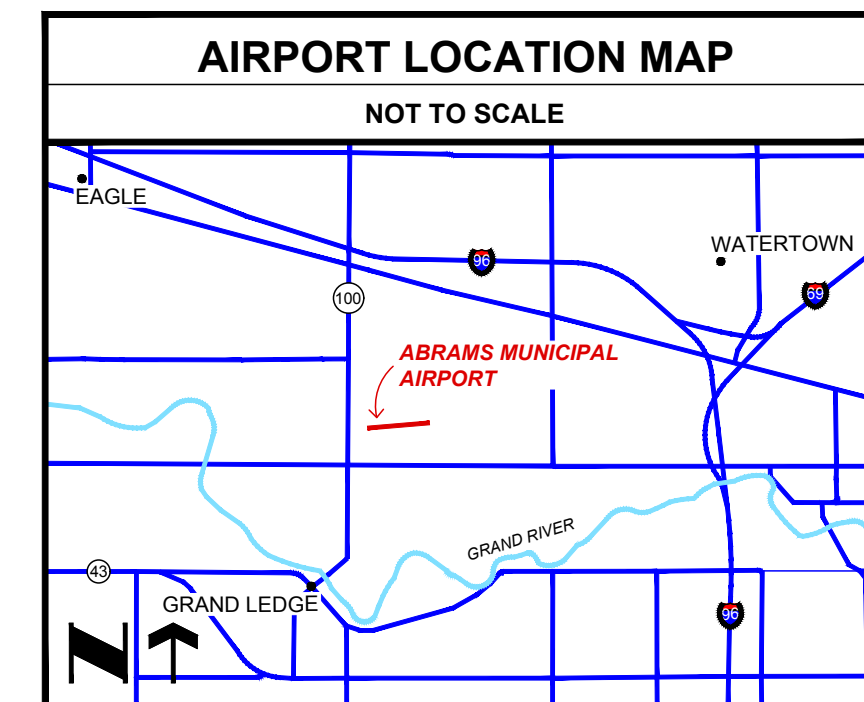 AIRPORT LOCATION MAP
NOT TO SCALE
EAGLE
WATERTOWN
96
69
100
ABRAMS MUNICIPAL
AIRPORT
GRAND RIVER
43
GRAND LEDGE
96
N